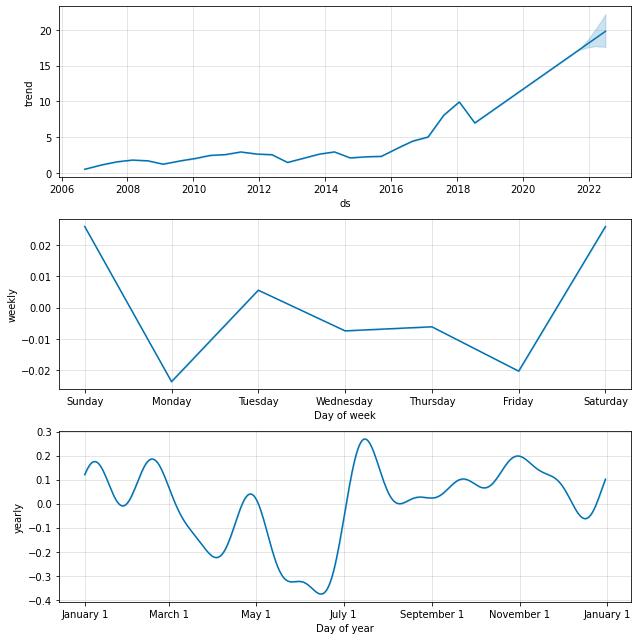 20
15
10
5
0
trend
2006 2008 2010 2012 2014 2016 2018 2020 2022
ds
0.02
0.01
0.00
−0.01
−0.02
weekly
Sunday Monday Tuesday Wednesday Thursday Friday Saturday
Day of week
0.3
0.2
0.1
0.0
−0.1
−0.2
−0.3
−0.4
yearly
January 1 March 1 May 1 July 1 September 1 November 1 January 1
Day of year